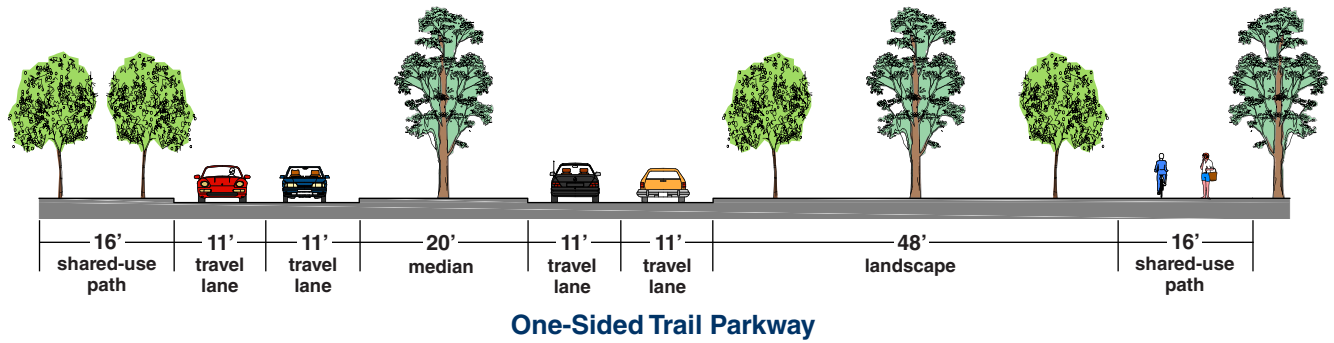 16’ 11’ 11’ 20’ 11’ 11’ 48’ 16’
shared-use travel travel median travel travel landscape shared-use
path lane lane lane lane path
One-Sided Trail Parkway